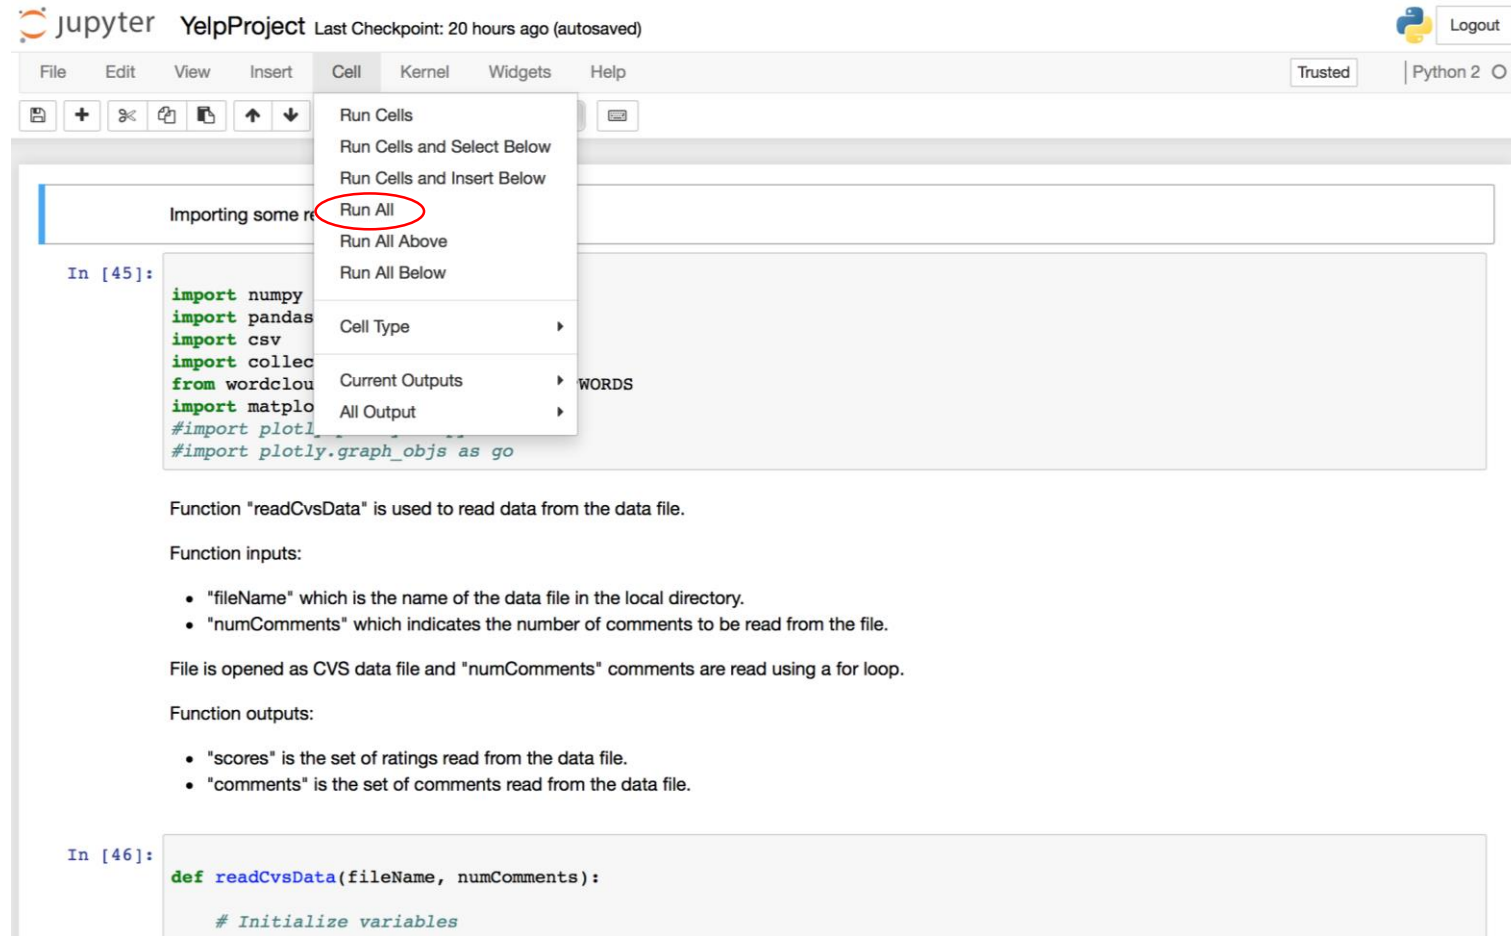 jupyter YelpProject Last Checkpoint: 20 hours ago (autosaved)
Logout
File Edit View Insert Cell Kernel Widgets Help
Trusted
Python 2
Run Cells
Run Cells and Select Below
Run Cells and Insert Below
Run All
Run All Above
Run All Below
Cell Type
Current Outputs
All Output
Importing some
In [45]:
import numpy
import pandas
import csv
import collec
from wordclou
WORDS
import matplo
#import plotl
#import plotly.graph_objs as go
Function "readCvsData" is used to read data from the data file.
Function inputs:
• "fileName" which is the name of the data file in the local directory.
• "numComments" which indicates the number of comments to be read from the file.
File is opened as CVS data file and "numComments" comments are read using a for loop.
Function outputs:
• "scores" is the set of ratings read from the data file.
• "comments" is the set of comments read from the data file.
In [46]:
def readCvsData(fileName, numComments):
# Initialize variables